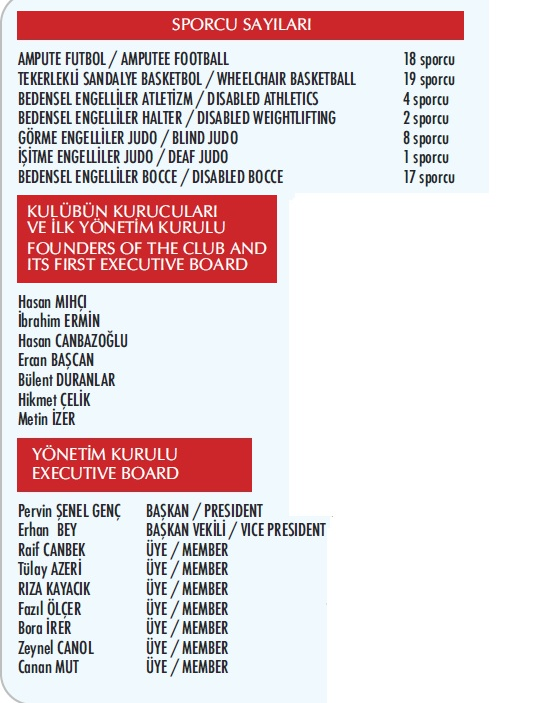 SPORCU SAYILARI
AMPUTE FUTBOL / AMPUTEE FOOTBALL 18 sporcu
TEKERLEKLİ SANDALYE BASKETBOL / WHEELCHAIR BASKETBALL 19 sporcu
BEDENSEL ENGELLİLER ATLETİZM / DISABLED ATHLETICS 4 sporcu
BEDENSEL ENGELLİLER HALTER / DISABLED WEIGHTLIFTING 2 sporcu
GÖRME ENGELLİLER JUDO / BLIND JUDO 8 sporcu
İŞİTME ENGELLİLER JUDO / DEAF JUDO 1 sporcu
BEDENSEL ENGELLİLER BOCCE / DISABLED BOCCE 17 sporcu
KULÜBÜN KURUCULARI
VE İLK YÖNETİM KURULU
FOUNDERS OF THE CLUB AND
ITS FIRST EXECUTIVE BOARD
Hasan MIHÇI
İbrahim ERMİN
Hasan CANBAZOĞLU
Ercan BAŞCAN
Bülent DURANLAR
Hikmet ÇELİK
Metin İZER
YÖNETİM KURULU
EXECUTIVE BOARD
Pervin ŞENEL GENÇ BAŞKAN / PRESIDENT
Erhan BEY BAŞKAN VEKİLİ / VICE PRESIDENT
Raif CANBEK ÜYE / MEMBER
Tülay AZERİ ÜYE / MEMBER
RIZA KAYACIK ÜYE / MEMBER
Fazıl ÖLÇER ÜYE / MEMBER
Bora İRER ÜYE / MEMBER
Zeynel CANOL ÜYE / MEMBER
Canan MUT ÜYE / MEMBER